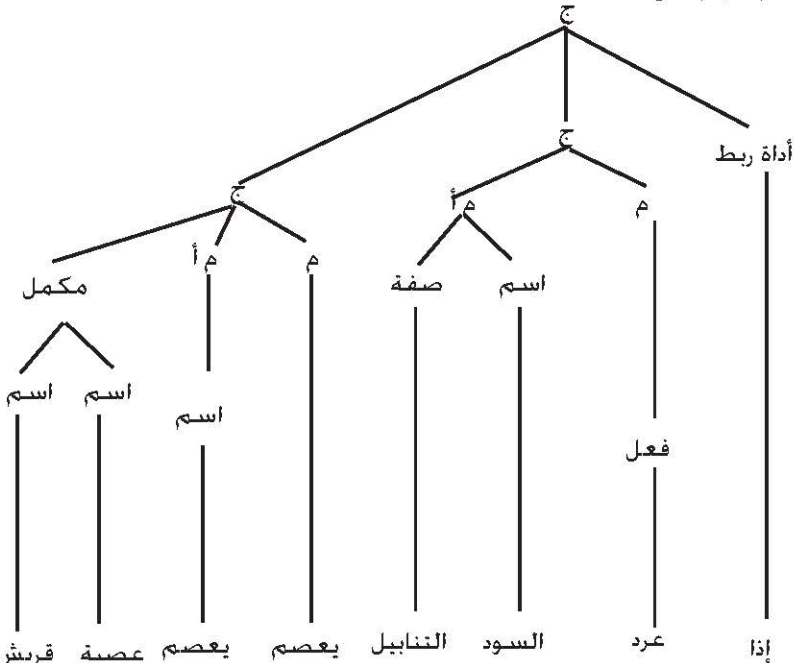 ج
ج
أداة ربط
ج
م أ
م
م أ
م
صفة
اسم
مكمل
اسم
اسم
اسم
فعل
إذا
عرد
السود
التنابيل
يعصم
يعصم
عصبة
قريش